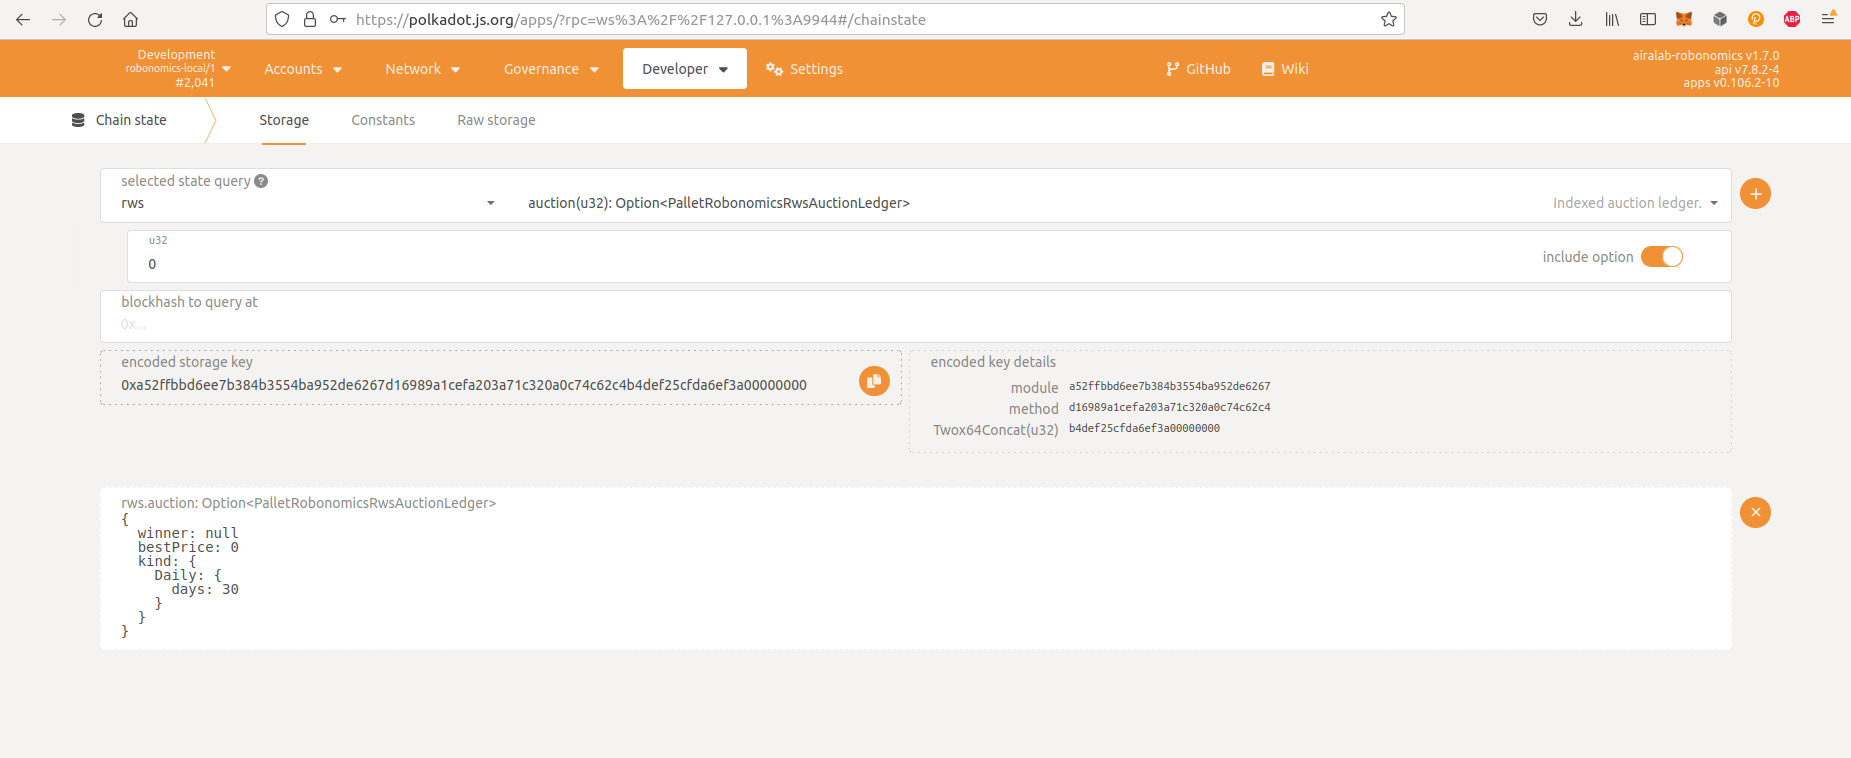 https://polkadot.js.org/apps/?rpc=ws%3A%2F%2F127.0.0.1%3A9944#/chainstate
ABP
Development
robonomics-local/1
#2,041
Accounts
Network
Governance
Developer
Settings
GitHub
Wiki
airalab-robonomics v1.7.0
api v7.8.2-4
apps v0.106.2-10
Chain state
Storage
Constants
Raw storage
selected state query ?
rws
auction(u32): Option<PalletRobonomicsRwsAuctionLedger>
Indexed auction ledger.
u32
0
include option
blockhash to query at
0x...
encoded storage key
0xa52ffbbd6ee7b384b3554ba952de6267d16989a1cefa203a71c320a0c74c62c4b4def25cfda6ef3a00000000
encoded key details
module a52ffbbd6ee7b384b3554ba952de6267
method d16989a1cefa203a71c320a0c74c62c4
Twox64Concat(u32) b4def25cfda6ef3a00000000
rws.auction: Option<PalletRobonomicsRwsAuctionLedger>
{
  winner: null
  bestPrice: 0
  kind: {
    Daily: {
      days: 30
    }
  }
}